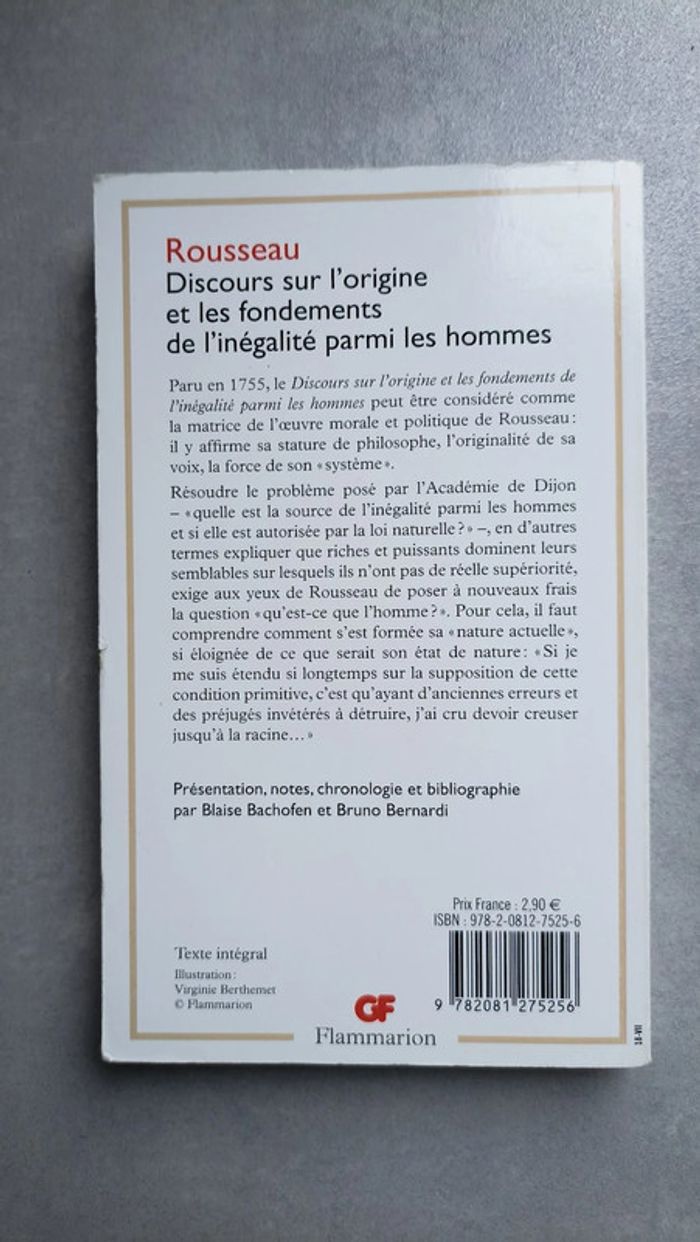 Rousseau
Discours sur l'origine
et les fondements
de l'inégalité parmi les hommes
Paru en 1755, le Discours sur l'origine et les fondements de
l'inégalité parmi les hommes peut être considéré comme
la matrice de l'œuvre morale et politique de Rousseau :
il y affirme sa stature de philosophe, l'originalité de sa
voix, la force de son « système ».
Résoudre le problème posé par l'Académie de Dijon
– « quelle est la source de l'inégalité parmi les hommes
et si elle est autorisée par la loi naturelle ? » –, en d'autres
termes expliquer que riches et puissants dominent leurs
semblables sur lesquels ils n'ont pas de réelle supériorité,
exige aux yeux de Rousseau de poser à nouveaux frais
la question « qu'est-ce que l'homme ? ». Pour cela, il faut
comprendre comment s'est formée sa « nature actuelle »,
si éloignée de ce que serait son état de nature : « Si je
me suis étendu si longtemps sur la supposition de cette
condition primitive, c'est qu'ayant d'anciennes erreurs et
des préjugés invétérés à détruire, j'ai cru devoir creuser
jusqu'à la racine... »
Présentation, notes, chronologie et bibliographie
par Blaise Bachofen et Bruno Bernardi
Prix France : 2,90 €
ISBN : 978-2-0812-7525-6
9 782081 275256
Texte intégral
Illustration :
Virginie Berthemet
© Flammarion
GF
Flammarion
18-VII